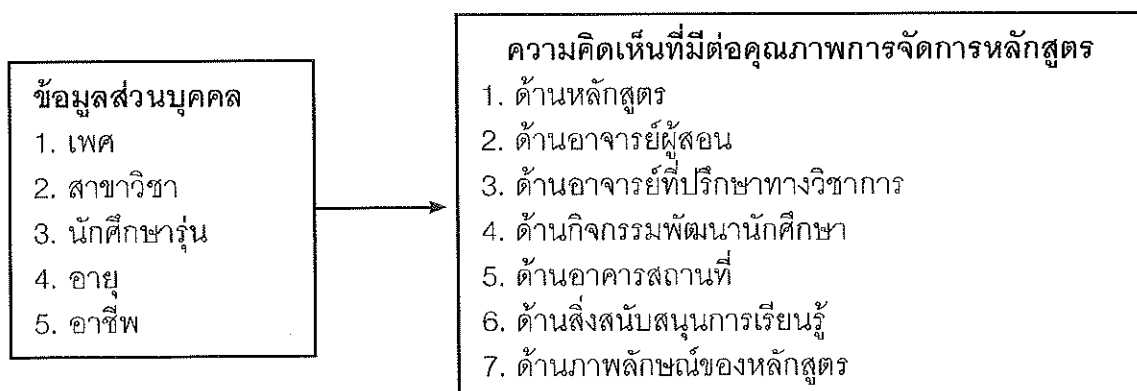 ข้อมูลส่วนบุคคล
1. เพศ
2. สาขาวิชา
3. นักศึกษารุ่น
4. อายุ
5. อาชีพ
ความคิดเห็นที่มีต่อคุณภาพการจัดการหลักสูตร
1. ด้านหลักสูตร
2. ด้านอาจารย์ผู้สอน
3. ด้านอาจารย์ที่ปรึกษาทางวิชาการ
4. ด้านกิจกรรมพัฒนานักศึกษา
5. ด้านอาคารสถานที่
6. ด้านสิ่งสนับสนุนการเรียนรู้
7. ด้านภาพลักษณ์ของหลักสูตร